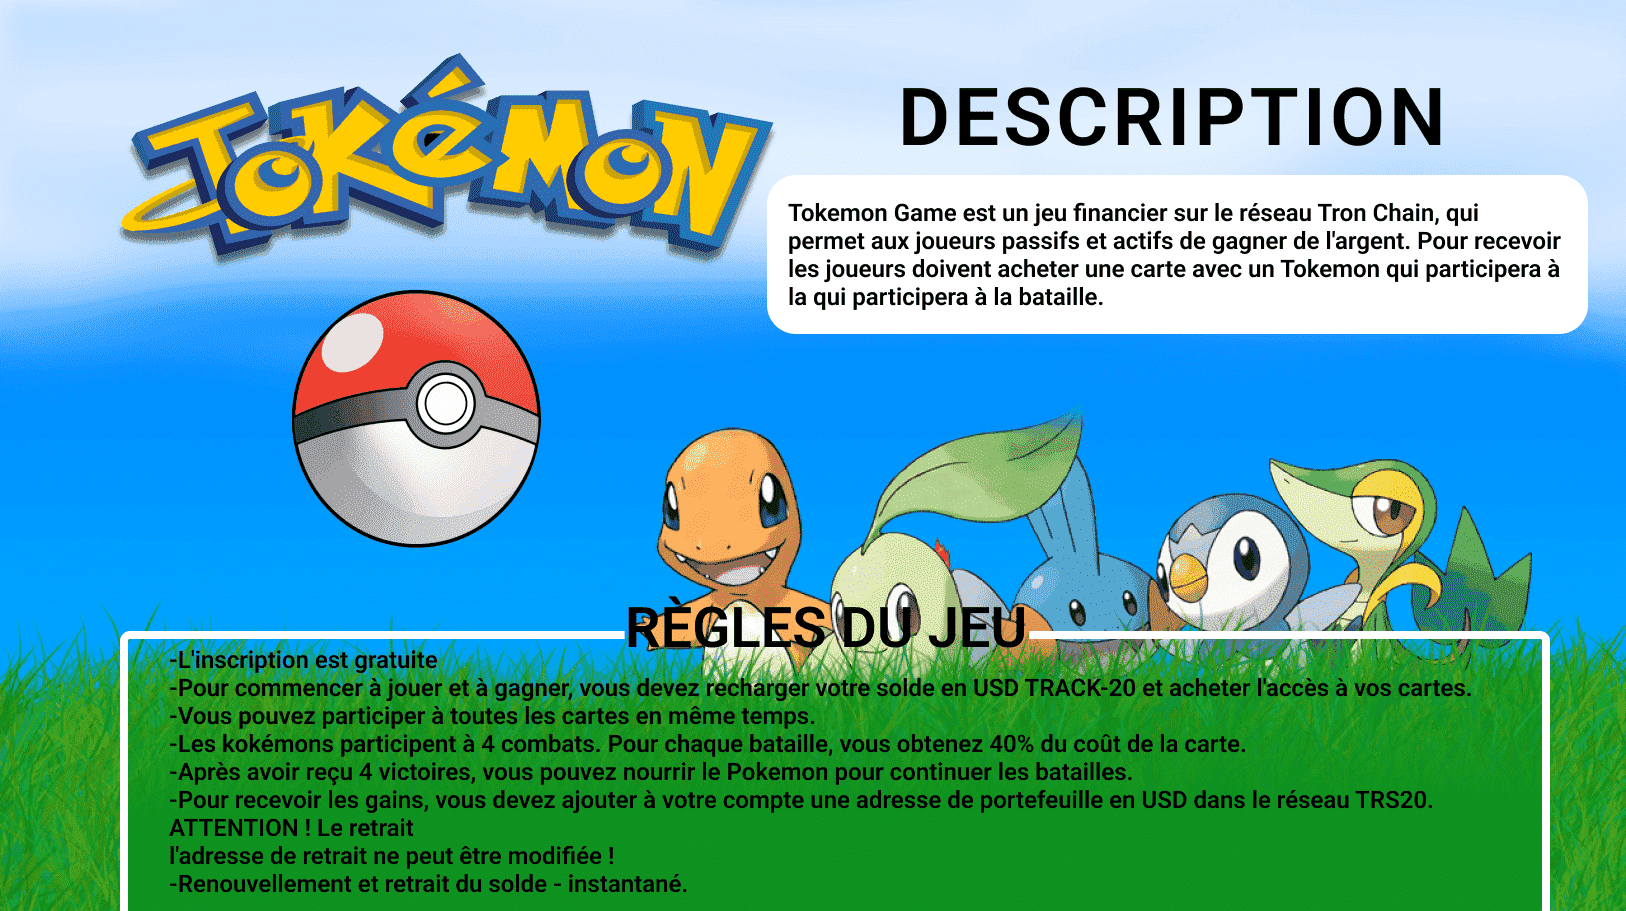 TOKéMON
DESCRIPTION
Tokemon Game est un jeu financier sur le réseau Tron Chain, qui
permet aux joueurs passifs et actifs de gagner de l'argent. Pour recevoir
les joueurs doivent acheter une carte avec un Tokemon qui participera à
la qui participera à la bataille.
RÈGLES DU JEU
-L'inscription est gratuite
-Pour commencer à jouer et à gagner, vous devez recharger votre solde en USD TRACK-20 et acheter l'accès à vos cartes.
-Vous pouvez participer à toutes les cartes en même temps.
-Les kokémons participent à 4 combats. Pour chaque bataille, vous obtenez 40% du coût de la carte.
-Après avoir reçu 4 victoires, vous pouvez nourrir le Pokemon pour continuer les batailles.
-Pour recevoir les gains, vous devez ajouter à votre compte une adresse de portefeuille en USD dans le réseau TRS20.
ATTENTION ! Le retrait
l'adresse de retrait ne peut être modifiée !
-Renouvellement et retrait du solde - instantané.